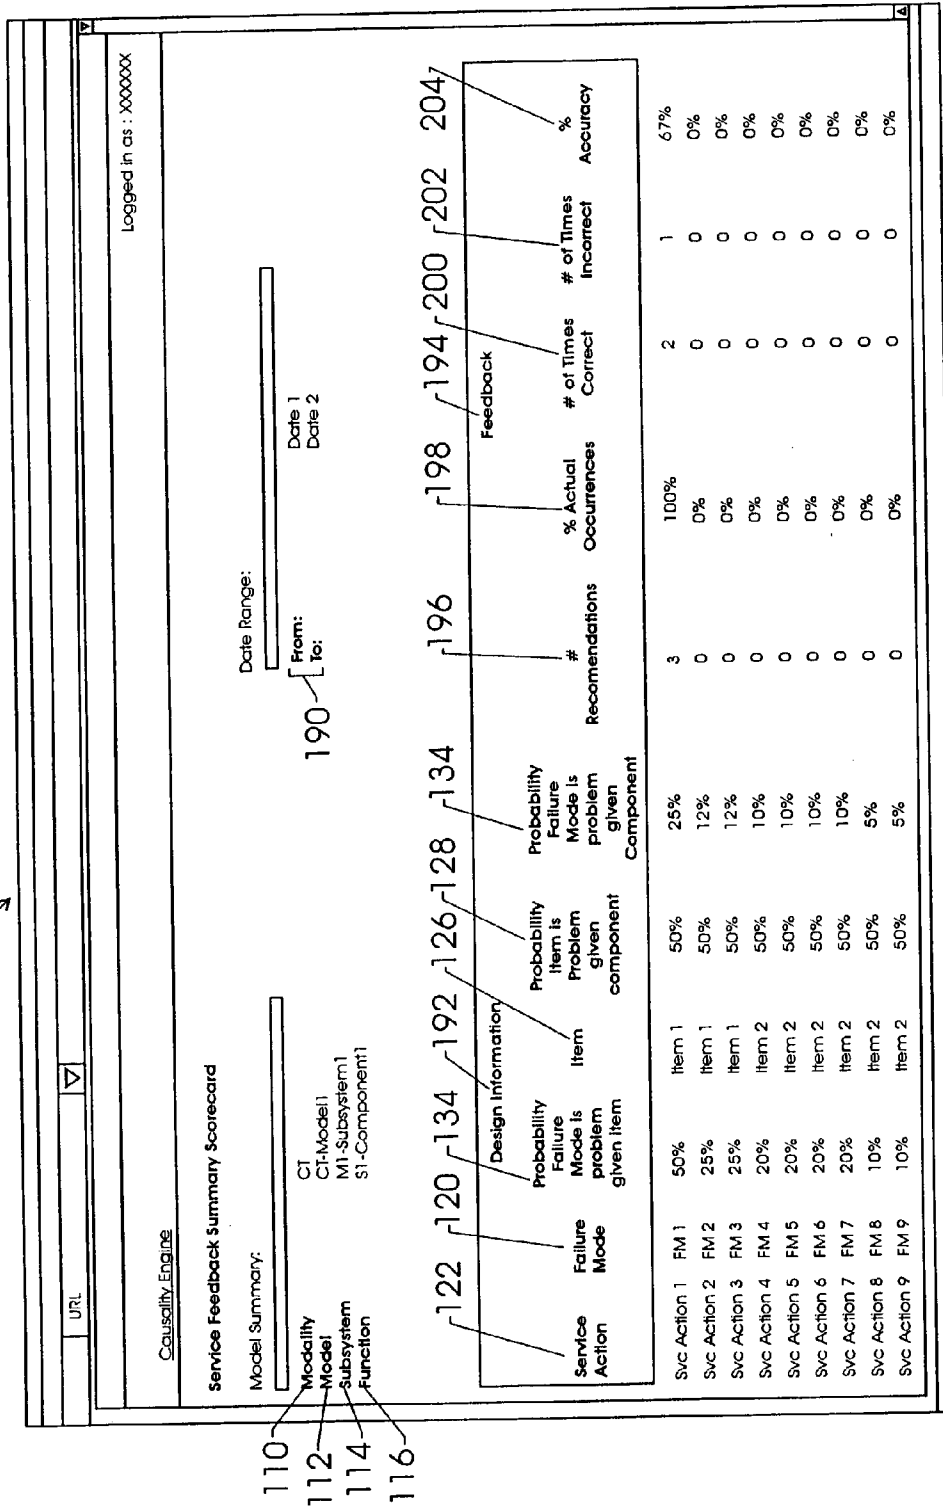 URL
Logged in as : XXXXXX
Causality Engine
Service Feedback Summary Scorecard
Model Summary:
Date Range:
110
Modality
CT
112
Model
CT-Model1
114
Subsystem
M1-Subsystem1
116
Function
S1-Component1
190
From:
Date 1
To:
Date 2
122 120 134 192 126 128 134 196 198 194 200 202 204
Design Information
Feedback
Service Action
Failure Mode
Probability Failure Mode is problem given item
Item
Probability Item is Problem given component
Probability Failure Mode is problem given Component
# Recomendations
% Actual Occurrences
# of Times Correct
# of Times Incorrect
% Accuracy
Svc Action 1 FM 1 50% Item 1 50% 25% 3 100% 2 1 67%
Svc Action 2 FM 2 25% Item 1 50% 12% 0 0% 0 0 0%
Svc Action 3 FM 3 25% Item 1 50% 12% 0 0% 0 0 0%
Svc Action 4 FM 4 20% Item 2 50% 10% 0 0% 0 0 0%
Svc Action 5 FM 5 20% Item 2 50% 10% 0 0% 0 0 0%
Svc Action 6 FM 6 20% Item 2 50% 10% 0 0% 0 0 0%
Svc Action 7 FM 7 20% Item 2 50% 10% 0 0% 0 0 0%
Svc Action 8 FM 8 10% Item 2 50% 5% 0 0% 0 0 0%
Svc Action 9 FM 9 10% Item 2 50% 5% 0 0% 0 0 0%